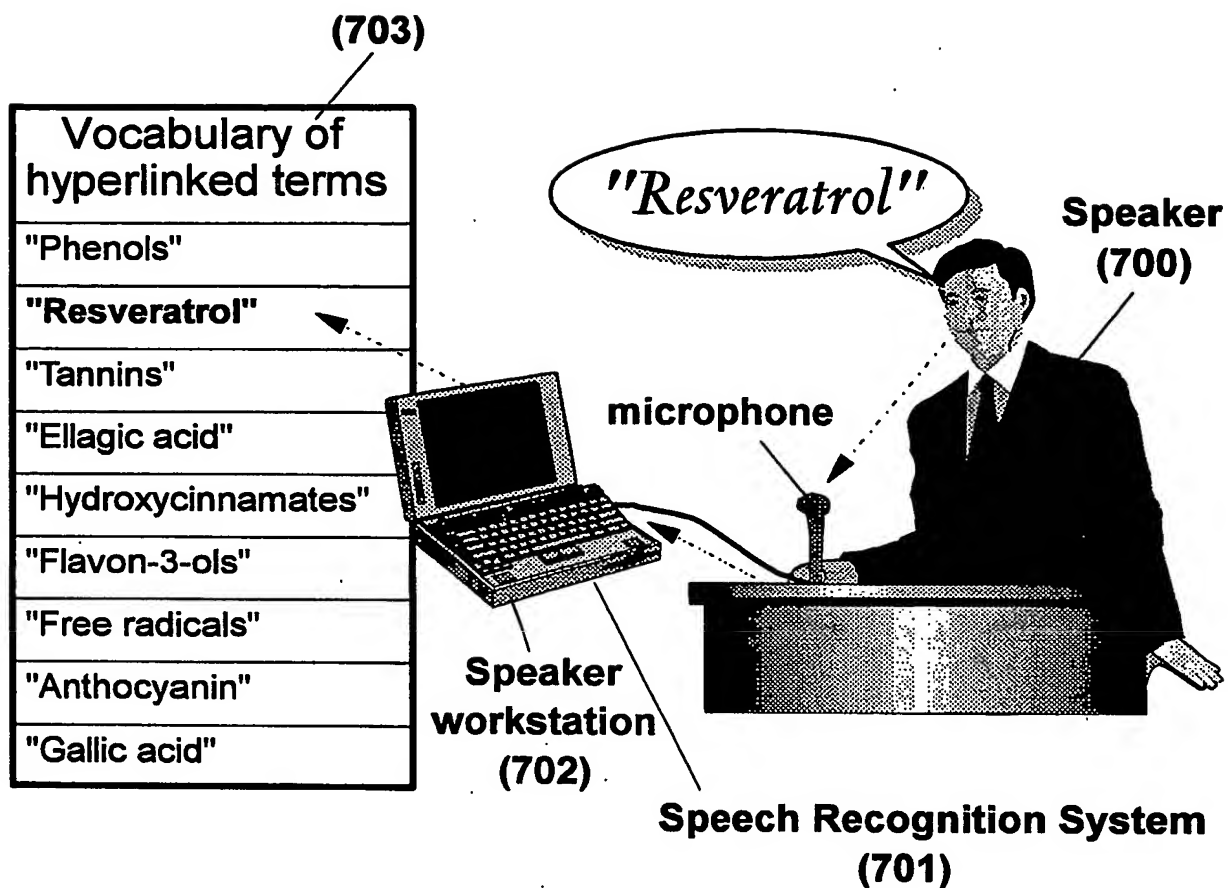 (703)
Vocabulary of
hyperlinked terms
"Phenols"
"Resveratrol"
"Tannins"
"Ellagic acid"
"Hydroxycinnamates"
"Flavon-3-ols"
"Free radicals"
"Anthocyanin"
"Gallic acid"
"Resveratrol"
Speaker
(700)
microphone
Speaker
workstation
(702)
Speech Recognition System
(701)